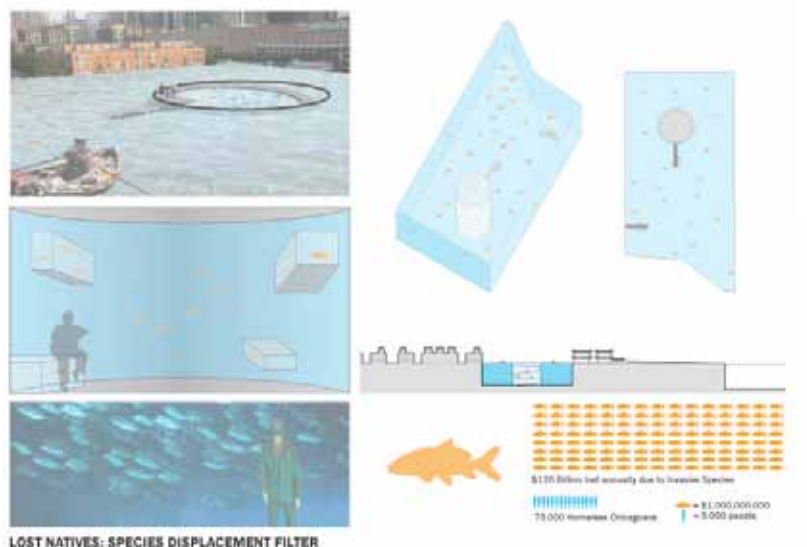 $135 Billion lost annually due to Invasive Species
= $1,000,000,000
75,000 Homeless Chicagoans
= 5,000 people
LOST NATIVES: SPECIES DISPLACEMENT FILTER